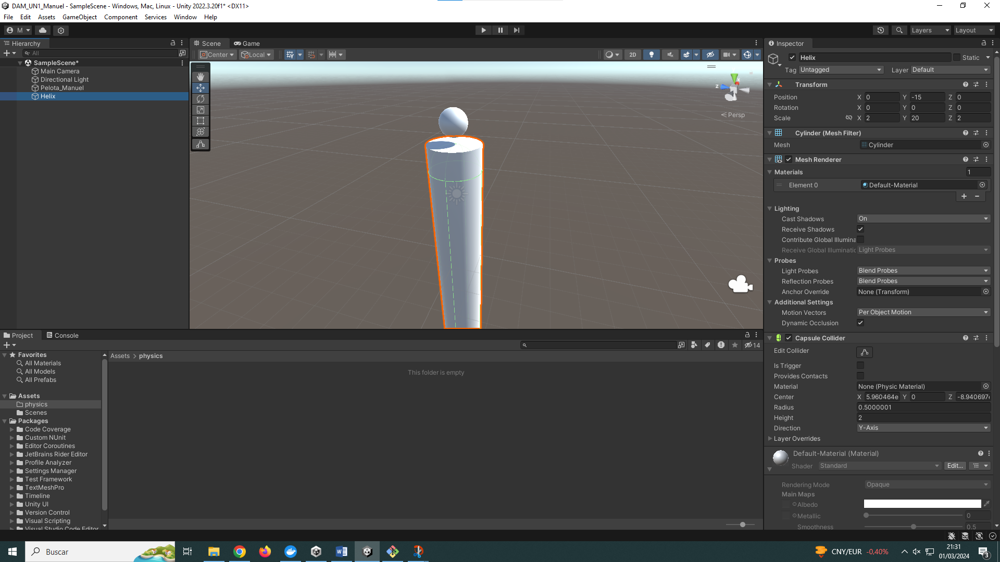 DAM_UN1_Manuel - SampleScene - Windows, Mac, Linux - Unity 2022.3.20f1* <DX11>
File Edit Assets GameObject Component Services Window Help
M
Layers Layout
Hierarchy
All
SampleScene*
Main Camera
Directional Light
Pelota_Manuel
Helix
Scene Game
Center Local 2D
x
z
Persp
Inspector
Helix Static
Tag Untagged Layer Default
Transform
Position X 0 Y -15 Z 0
Rotation X 0 Y 0 Z 0
Scale X 2 Y 20 Z 2
Cylinder (Mesh Filter)
Mesh Cylinder
Mesh Renderer
Materials 1
Element 0 Default-Material
Lighting
Cast Shadows On
Receive Shadows
Contribute Global Illumina
Receive Global Illuminatic Light Probes
Probes
Light Probes Blend Probes
Reflection Probes Blend Probes
Anchor Override None (Transform)
Additional Settings
Motion Vectors Per Object Motion
Dynamic Occlusion
Capsule Collider
Edit Collider
Is Trigger
Provides Contacts
Material None (Physic Material)
Center X 5.960464e Y 0 Z -8.940697e
Radius 0.5000001
Height 2
Direction Y-Axis
Layer Overrides
Default-Material (Material)
Shader Standard Edit...
Rendering Mode Opaque
Main Maps
Albedo
Metallic 0
Smoothness 0.5
Project Console
14
Favorites
All Materials
All Models
All Prefabs
Assets
physics
Scenes
Packages
Code Coverage
Custom NUnit
Editor Coroutines
JetBrains Rider Editor
Profile Analyzer
Settings Manager
Test Framework
TextMeshPro
Timeline
Unity UI
Version Control
Visual Scripting
Visual Studio Code Editor
Assets > physics
This folder is empty
Buscar
CNY/EUR -0,40%
21:31
01/03/2024
3